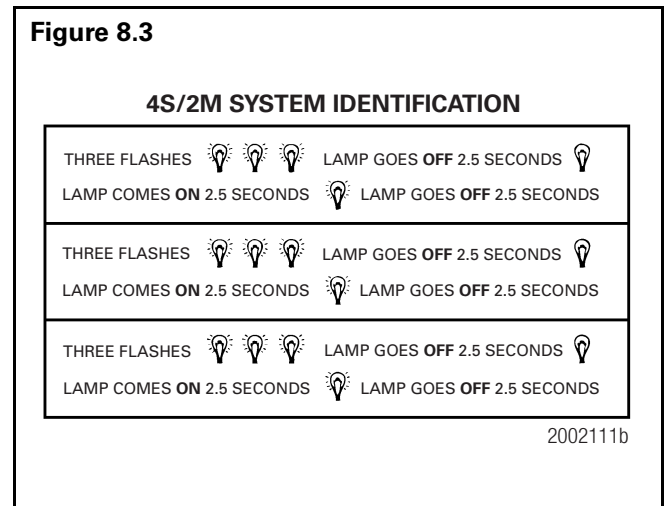 Figure 8.3
4S/2M SYSTEM IDENTIFICATION
THREE FLASHES LAMP GOES OFF 2.5 SECONDS
LAMP COMES ON 2.5 SECONDS LAMP GOES OFF 2.5 SECONDS
THREE FLASHES LAMP GOES OFF 2.5 SECONDS
LAMP COMES ON 2.5 SECONDS LAMP GOES OFF 2.5 SECONDS
THREE FLASHES LAMP GOES OFF 2.5 SECONDS
LAMP COMES ON 2.5 SECONDS LAMP GOES OFF 2.5 SECONDS
2002111b